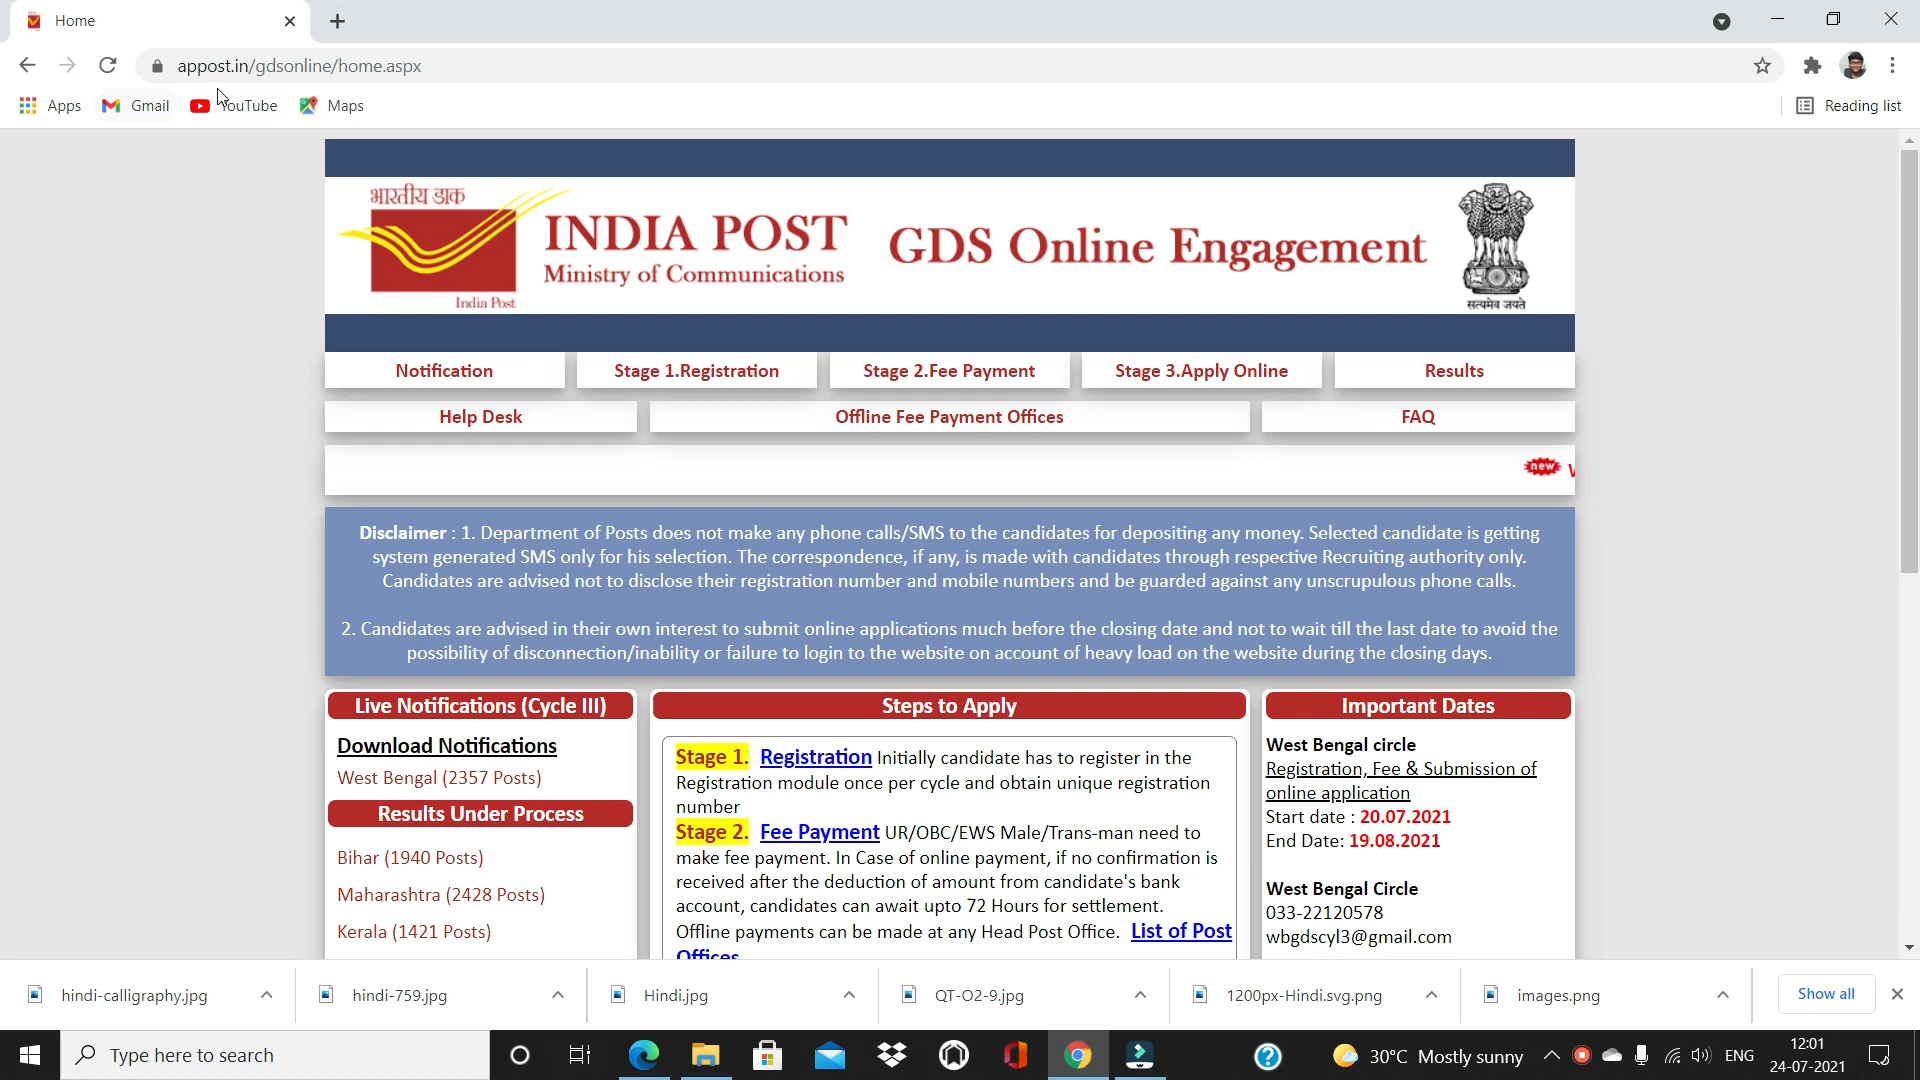 Home
appost.in/gdsonline/home.aspx
Apps
Gmail
YouTube
Maps
Reading list
भारतीय डाक
India Post
INDIA POST
Ministry of Communications
GDS Online Engagement
सत्यमेव जयते
Notification
Stage 1.Registration
Stage 2.Fee Payment
Stage 3.Apply Online
Results
Help Desk
Offline Fee Payment Offices
FAQ
new
Disclaimer : 1. Department of Posts does not make any phone calls/SMS to the candidates for depositing any money. Selected candidate is getting
system generated SMS only for his selection. The correspondence, if any, is made with candidates through respective Recruiting authority only.
Candidates are advised not to disclose their registration number and mobile numbers and be guarded against any unscrupulous phone calls.
2. Candidates are advised in their own interest to submit online applications much before the closing date and not to wait till the last date to avoid the
possibility of disconnection/inability or failure to login to the website on account of heavy load on the website during the closing days.
Live Notifications (Cycle III)
Download Notifications
West Bengal (2357 Posts)
Results Under Process
Bihar (1940 Posts)
Maharashtra (2428 Posts)
Kerala (1421 Posts)
Steps to Apply
Stage 1. Registration Initially candidate has to register in the
Registration module once per cycle and obtain unique registration
number
Stage 2. Fee Payment UR/OBC/EWS Male/Trans-man need to
make fee payment. In Case of online payment, if no confirmation is
received after the deduction of amount from candidate's bank
account, candidates can await upto 72 Hours for settlement.
Offline payments can be made at any Head Post Office. List of Post
Offices
Important Dates
West Bengal circle
Registration, Fee & Submission of
online application
Start date : 20.07.2021
End Date: 19.08.2021
West Bengal Circle
033-22120578
wbgdscyl3@gmail.com
hindi-calligraphy.jpg
hindi-759.jpg
Hindi.jpg
QT-O2-9.jpg
1200px-Hindi.svg.png
images.png
Show all
Type here to search
30°C Mostly sunny
ENG
12:01
24-07-2021